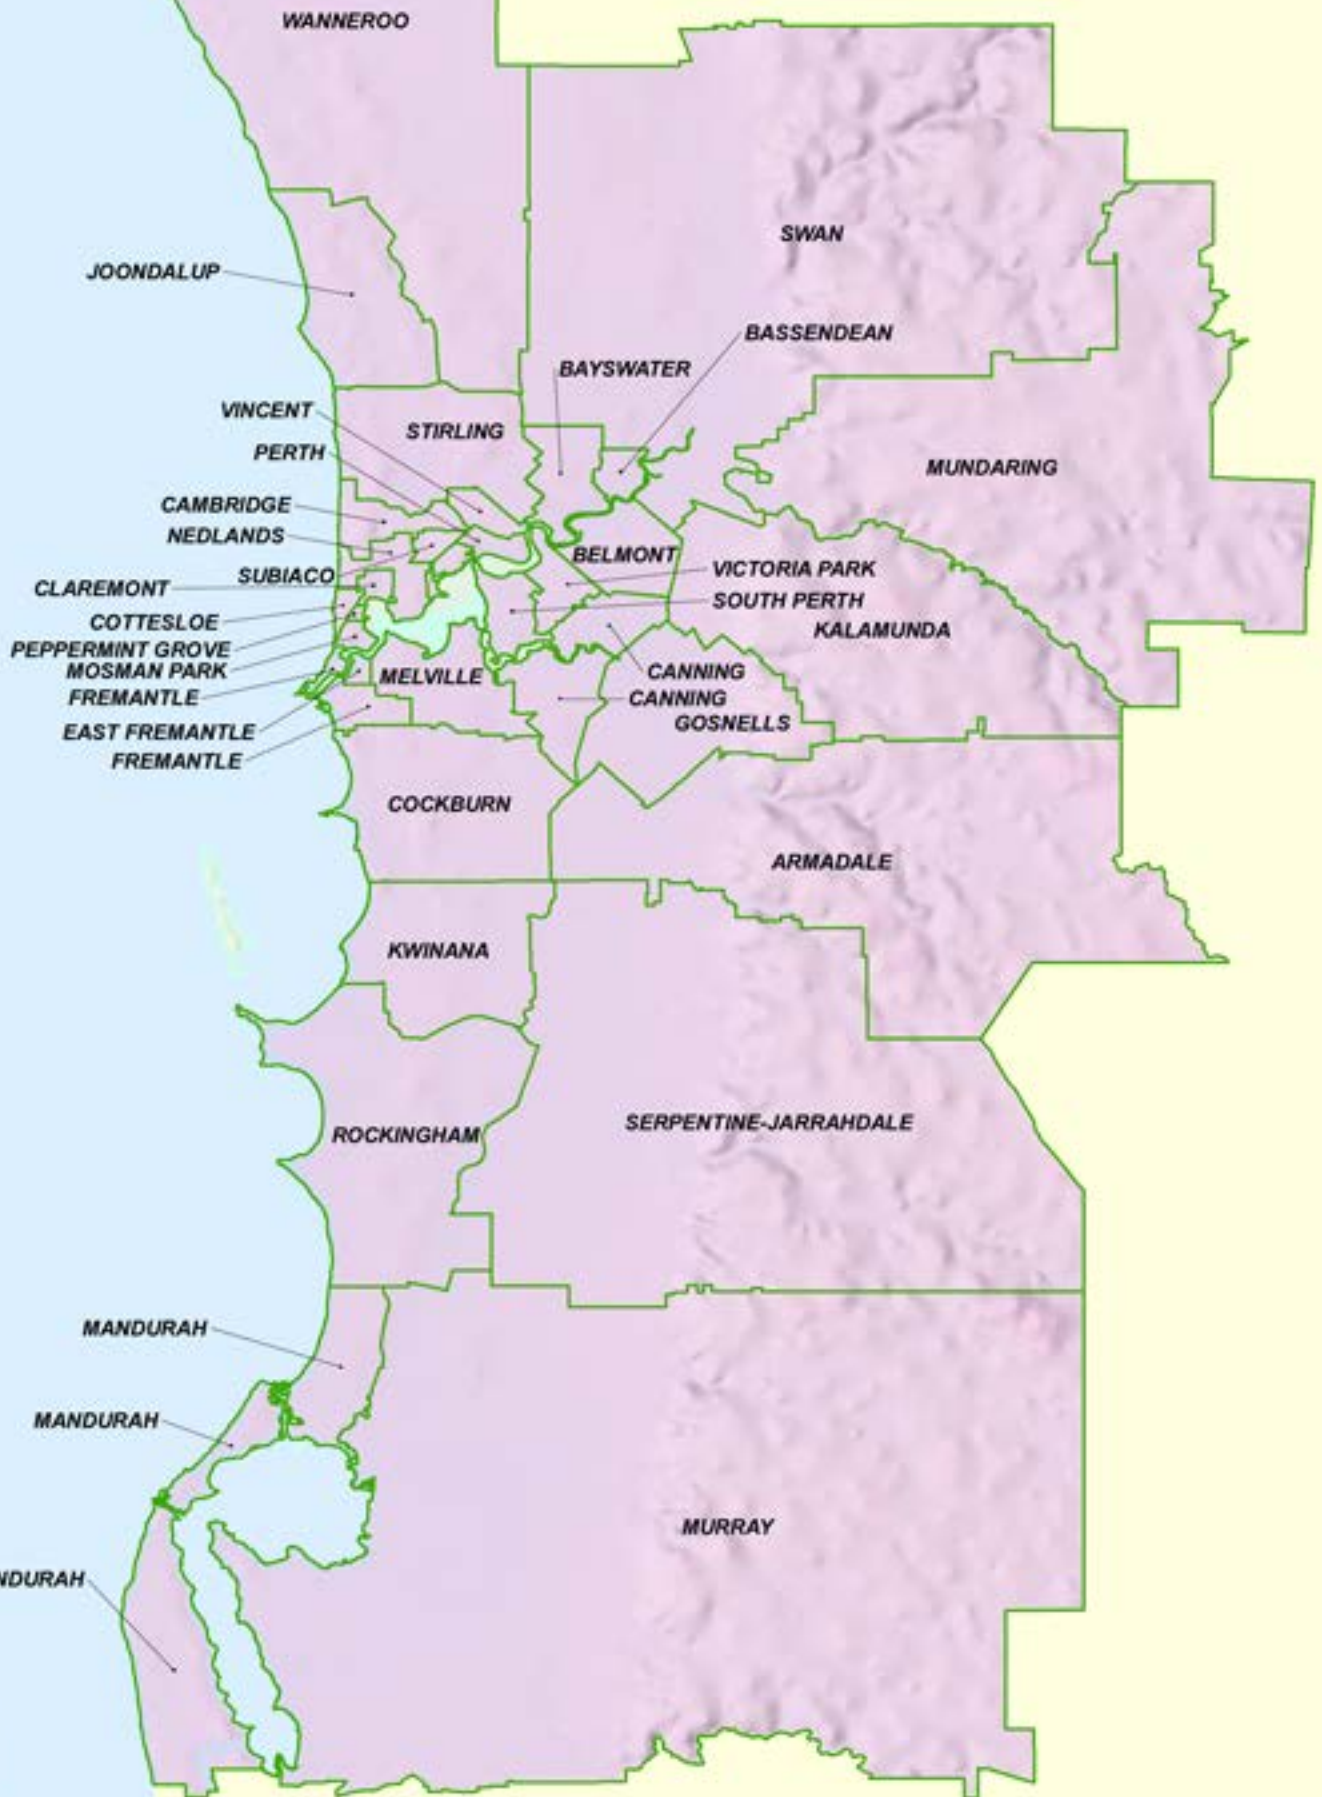 WANNEROO
SWAN
JOONDALUP
BASSENDEAN
BAYSWATER
VINCENT
STIRLING
PERTH
MUNDARING
CAMBRIDGE
NEDLANDS
BELMONT
VICTORIA PARK
SUBIACO
CLAREMONT
SOUTH PERTH
COTTESLOE
KALAMUNDA
PEPPERMINT GROVE
MOSMAN PARK
CANNING
MELVILLE
FREMANTLE
CANNING
GOSNELLS
EAST FREMANTLE
FREMANTLE
COCKBURN
ARMADALE
KWINANA
SERPENTINE-JARRAHDALE
ROCKINGHAM
MANDURAH
MANDURAH
MURRAY
NDURAH